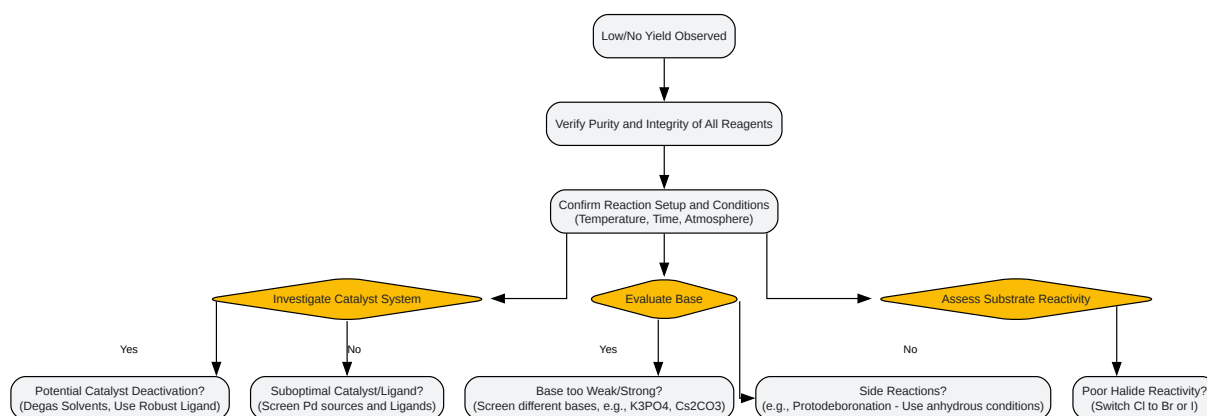 Low/No Yield Observed
Verify Purity and Integrity of All Reagents
Confirm Reaction Setup and Conditions
(Temperature, Time, Atmosphere)
Investigate Catalyst System
Evaluate Base
Assess Substrate Reactivity
Yes
No
Yes
No
Potential Catalyst Deactivation?
(Degas Solvents, Use Robust Ligand)
Suboptimal Catalyst/Ligand?
(Screen Pd sources and Ligands)
Base too Weak/Strong?
(Screen different bases, e.g., K3PO4, Cs2CO3)
Side Reactions?
(e.g., Protodeboronation - Use anhydrous conditions)
Poor Halide Reactivity?
(Switch Cl to Br or I)